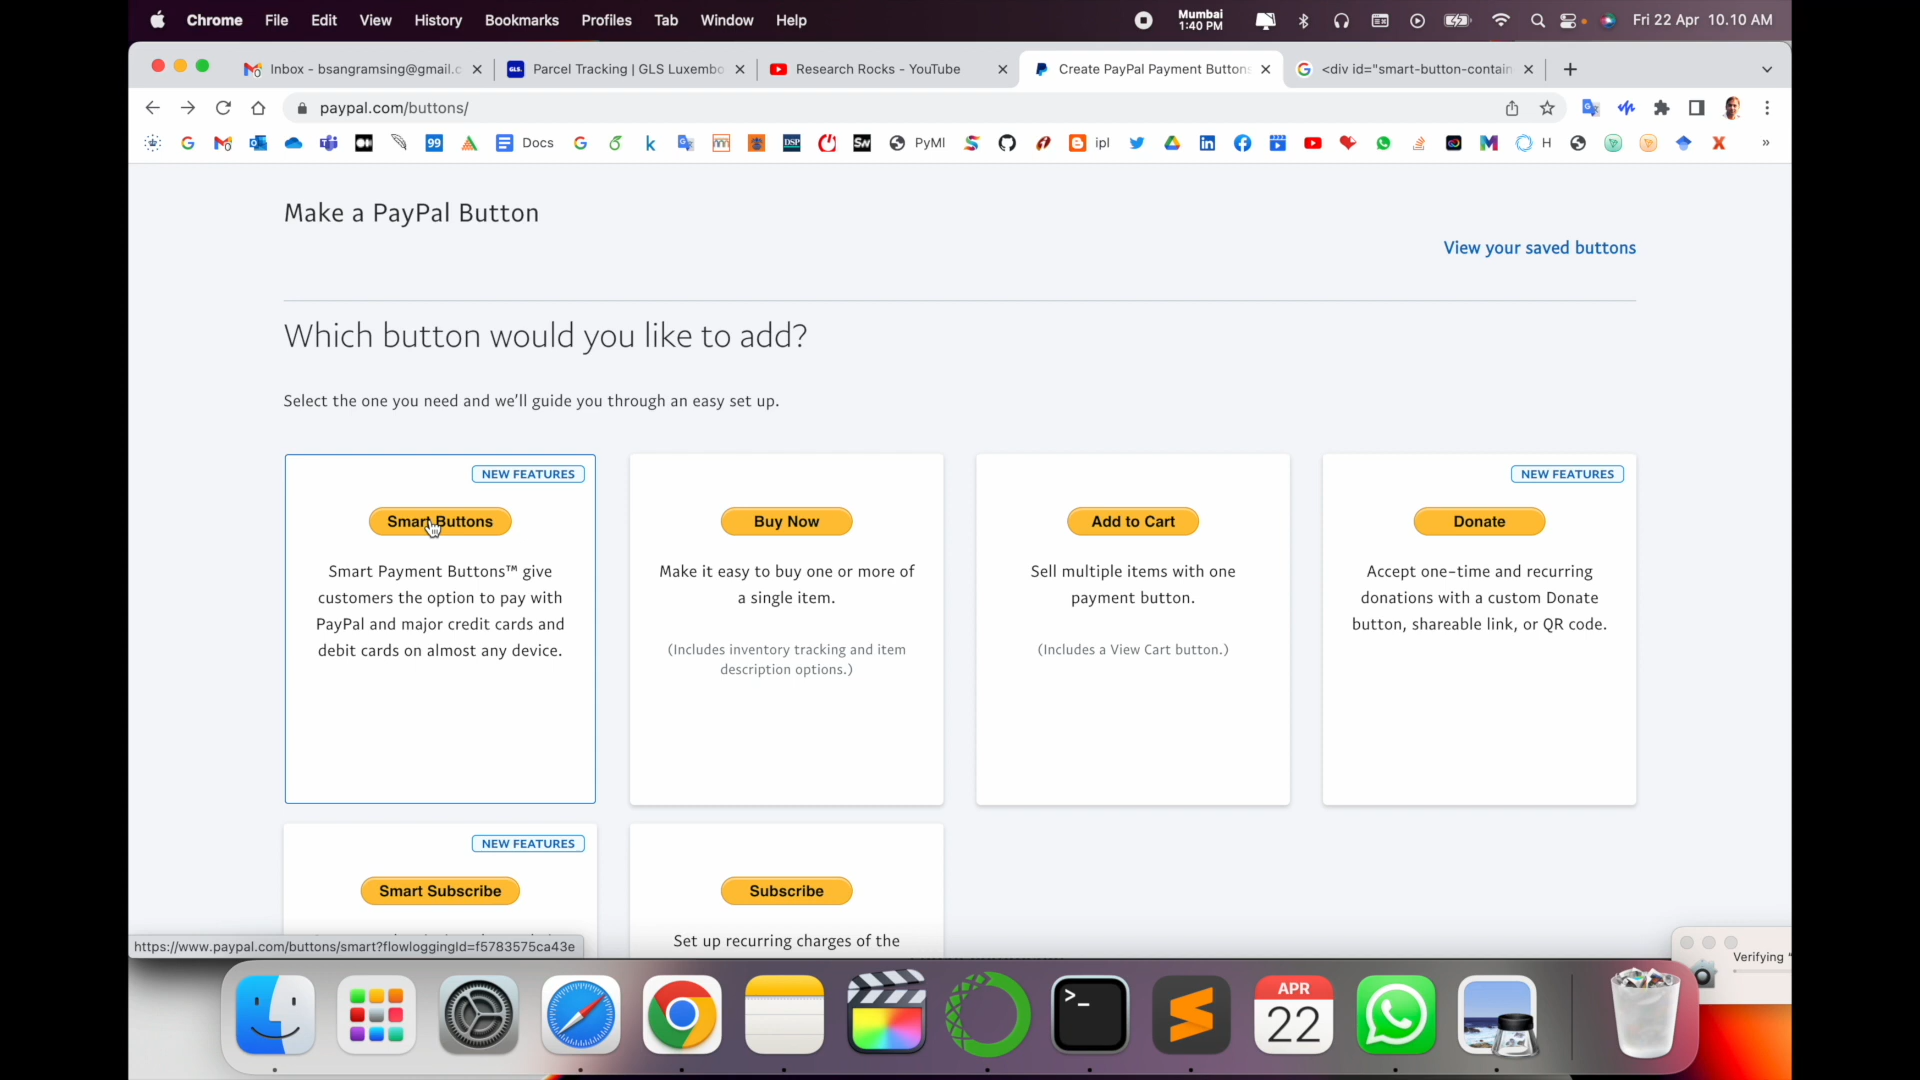 Chrome File Edit View History Bookmarks Profiles Tab Window Help
Mumbai
1:40 PM
Fri 22 Apr 10.10 AM
Inbox - bsangramsing@gmail.c
Parcel Tracking | GLS Luxembo
Research Rocks - YouTube
Create PayPal Payment Buttons
<div id="smart-button-contain
paypal.com/buttons/
99
Docs
k
DSP
SW
PyMI
ipl
H
»
Make a PayPal Button
View your saved buttons
Which button would you like to add?
Select the one you need and we'll guide you through an easy set up.
NEW FEATURES
Smart Buttons
Smart Payment Buttons™ give
customers the option to pay with
PayPal and major credit cards and
debit cards on almost any device.
Buy Now
Make it easy to buy one or more of
a single item.
(Includes inventory tracking and item
description options.)
Add to Cart
Sell multiple items with one
payment button.
(Includes a View Cart button.)
NEW FEATURES
Donate
Accept one-time and recurring
donations with a custom Donate
button, shareable link, or QR code.
NEW FEATURES
Smart Subscribe
Subscribe
Set up recurring charges of the
https://www.paypal.com/buttons/smart?flowloggingId=f5783575ca43e
Verifying "
APR
22